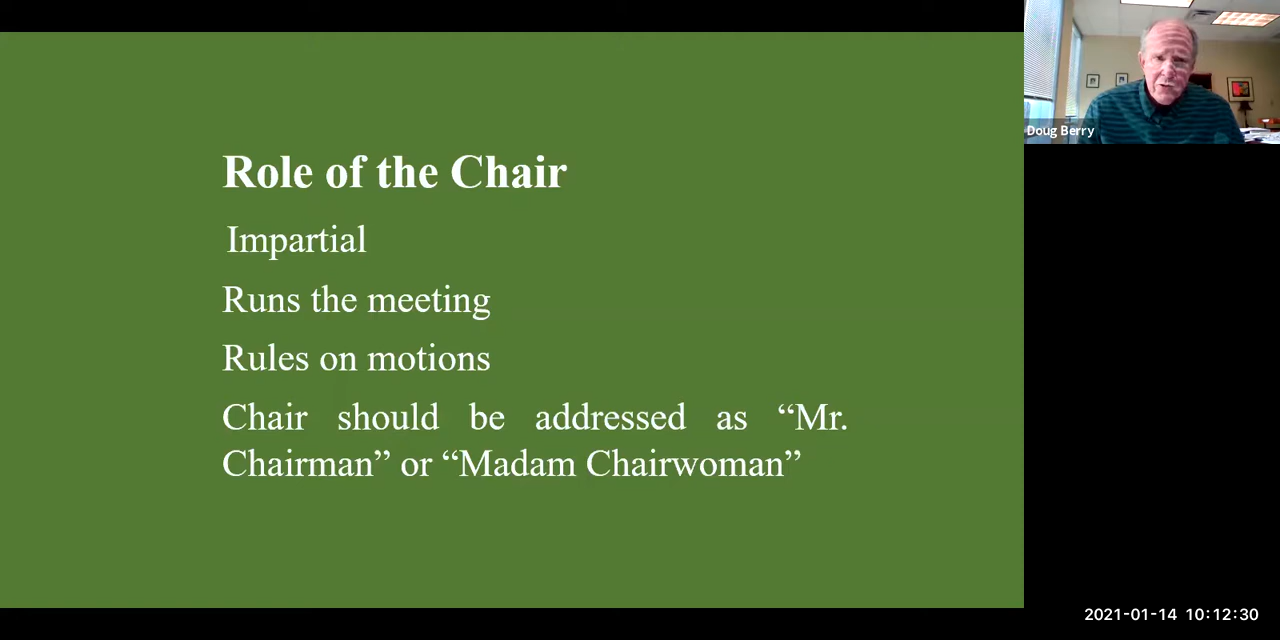 Role of the Chair
Impartial
Runs the meeting
Rules on motions
Chair should be addressed as “Mr.
Chairman” or “Madam Chairwoman”
Doug Berry
2021-01-14 10:12:30